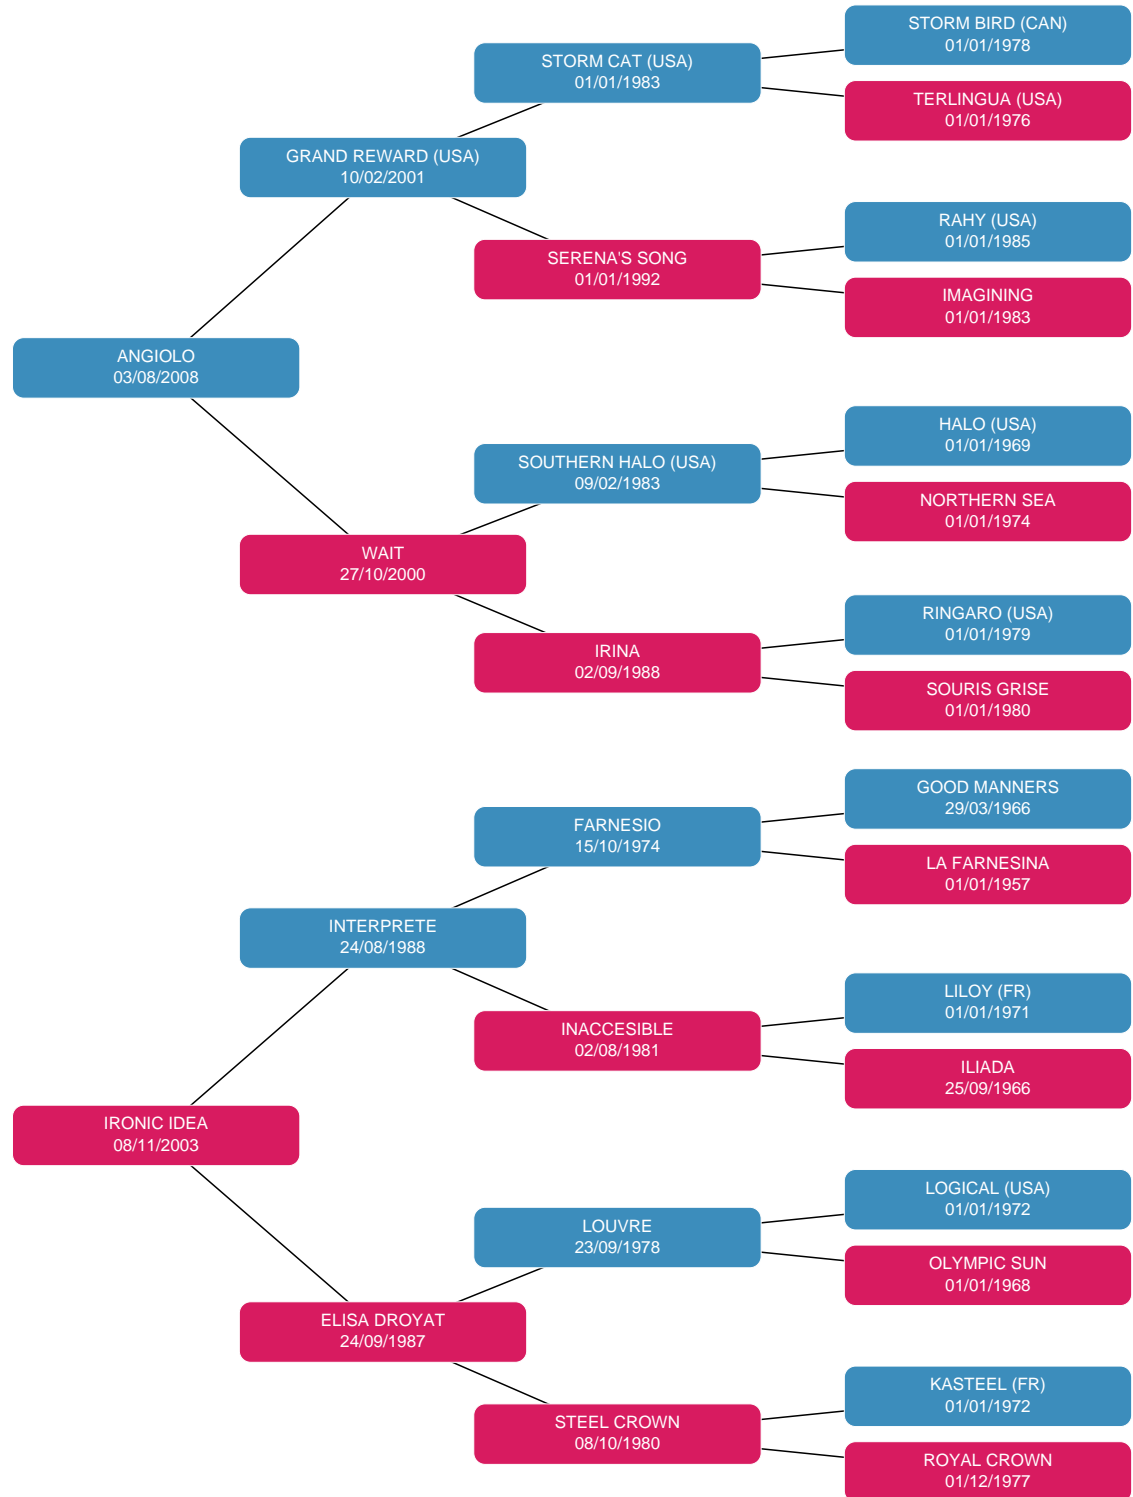 STORM BIRD (CAN)
01/01/1978
STORM CAT (USA)
01/01/1983
TERLINGUA (USA)
01/01/1976
GRAND REWARD (USA)
10/02/2001
RAHY (USA)
01/01/1985
SERENA'S SONG
01/01/1992
IMAGINING
01/01/1983
ANGIOLO
03/08/2008
HALO (USA)
01/01/1969
SOUTHERN HALO (USA)
09/02/1983
NORTHERN SEA
01/01/1974
WAIT
27/10/2000
RINGARO (USA)
01/01/1979
IRINA
02/09/1988
SOURIS GRISE
01/01/1980
GOOD MANNERS
29/03/1966
FARNESIO
15/10/1974
LA FARNESINA
01/01/1957
INTERPRETE
24/08/1988
LILOY (FR)
01/01/1971
INACCESIBLE
02/08/1981
ILIADA
25/09/1966
IRONIC IDEA
08/11/2003
LOGICAL (USA)
01/01/1972
LOUVRE
23/09/1978
OLYMPIC SUN
01/01/1968
ELISA DROYAT
24/09/1987
KASTEEL (FR)
01/01/1972
STEEL CROWN
08/10/1980
ROYAL CROWN
01/12/1977